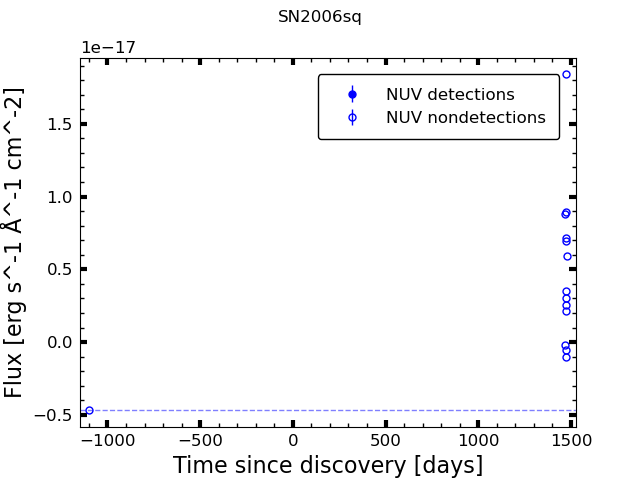 SN2006sq
1e−17
NUV detections
NUV nondetections
1.5
1.0
0.5
0.0
−0.5
−1000 −500 0 500 1000 1500
Time since discovery [days]
Flux [erg s^-1 Å^-1 cm^-2]